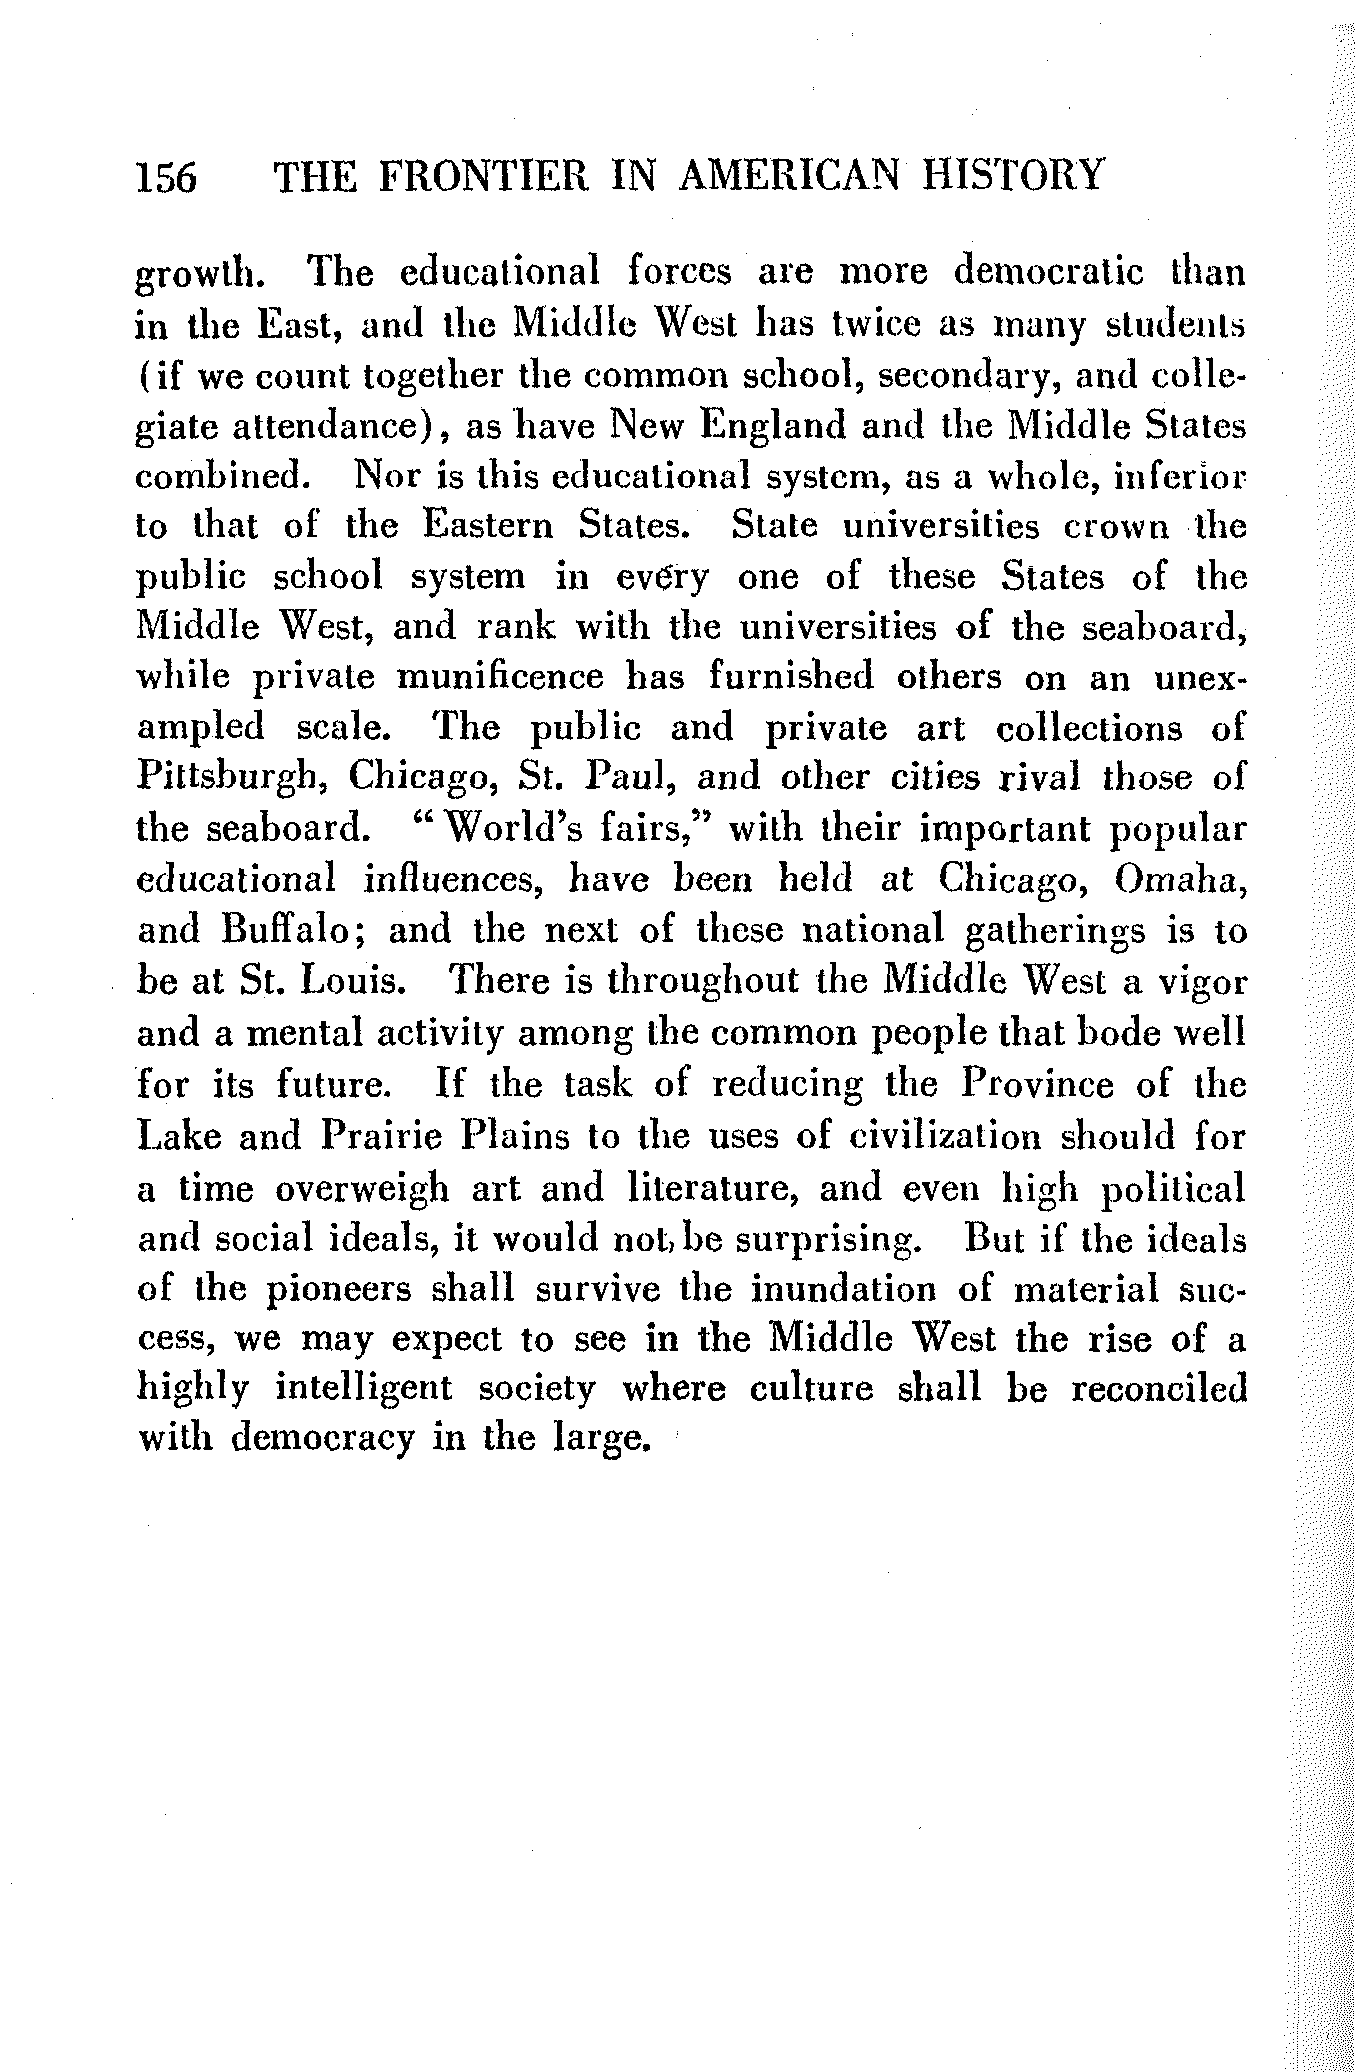 156 THE FRONTIER IN AMERICAN HISTORY
growth. The educational forces are more democratic than
in the East, and the Middle West has twice as many students
(if we count together the common school, secondary, and colle-
giate attendance), as have New England and the Middle States
combined. Nor is this educational system, as a whole, inferior
to that of the Eastern States. State universities crown the
public school system in every one of these States of the
Middle West, and rank with the universities of the seaboard,
while private munificence has furnished others on an unex-
ampled scale. The public and private art collections of
Pittsburgh, Chicago, St. Paul, and other cities rival those of
the seaboard. “World's fairs,” with their important popular
educational influences, have been held at Chicago, Omaha,
and Buffalo; and the next of these national gatherings is to
be at St. Louis. There is throughout the Middle West a vigor
and a mental activity among the common people that bode well
for its future. If the task of reducing the Province of the
Lake and Prairie Plains to the uses of civilization should for
a time overweigh art and literature, and even high political
and social ideals, it would not be surprising. But if the ideals
of the pioneers shall survive the inundation of material suc-
cess, we may expect to see in the Middle West the rise of a
highly intelligent society where culture shall be reconciled
with democracy in the large.